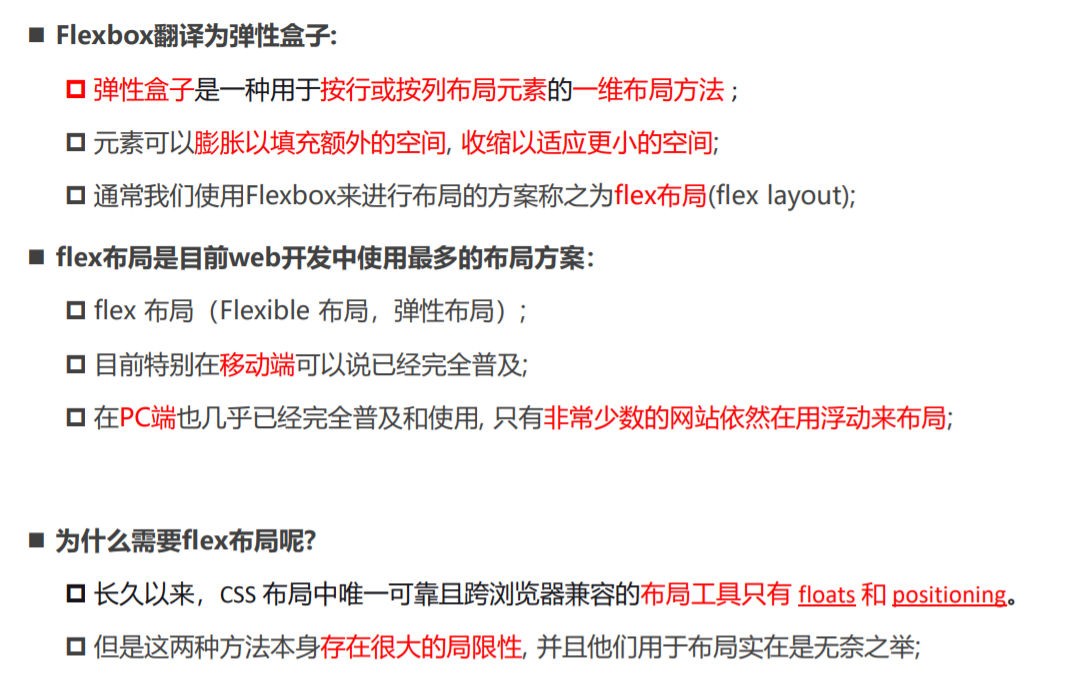 Flexbox翻译为弹性盒子:
弹性盒子是一种用于按行或按列布局元素的一维布局方法 ;
元素可以膨胀以填充额外的空间, 收缩以适应更小的空间;
通常我们使用Flexbox来进行布局的方案称之为flex布局(flex layout);
flex布局是目前web开发中使用最多的布局方案:
flex 布局（Flexible 布局，弹性布局）;
目前特别在移动端可以说已经完全普及;
在PC端也几乎已经完全普及和使用, 只有非常少数的网站依然在用浮动来布局;
为什么需要flex布局呢?
长久以来，CSS 布局中唯一可靠且跨浏览器兼容的布局工具只有 floats 和 positioning。
但是这两种方法本身存在很大的局限性, 并且他们用于布局实在是无奈之举;